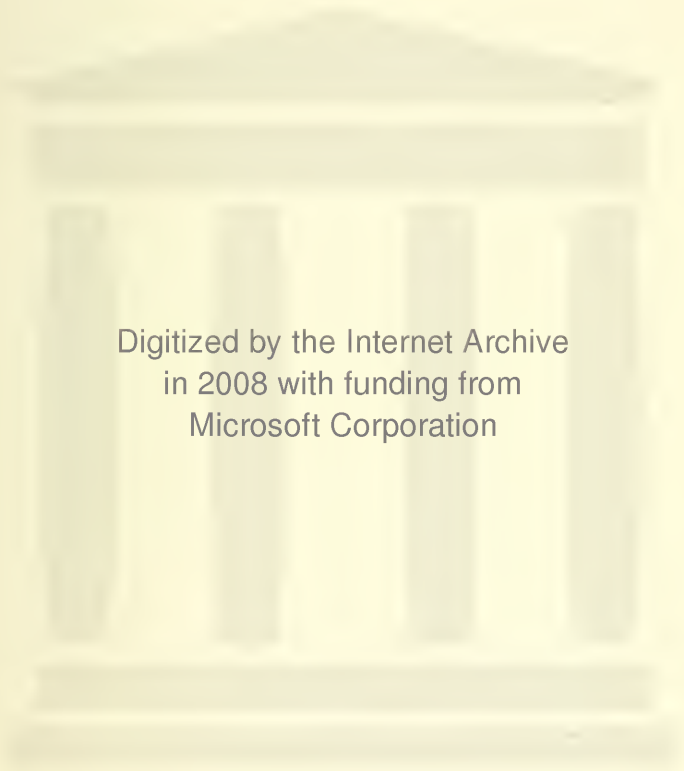 Digitized by the Internet Archive
in 2008 with funding from
Microsoft Corporation